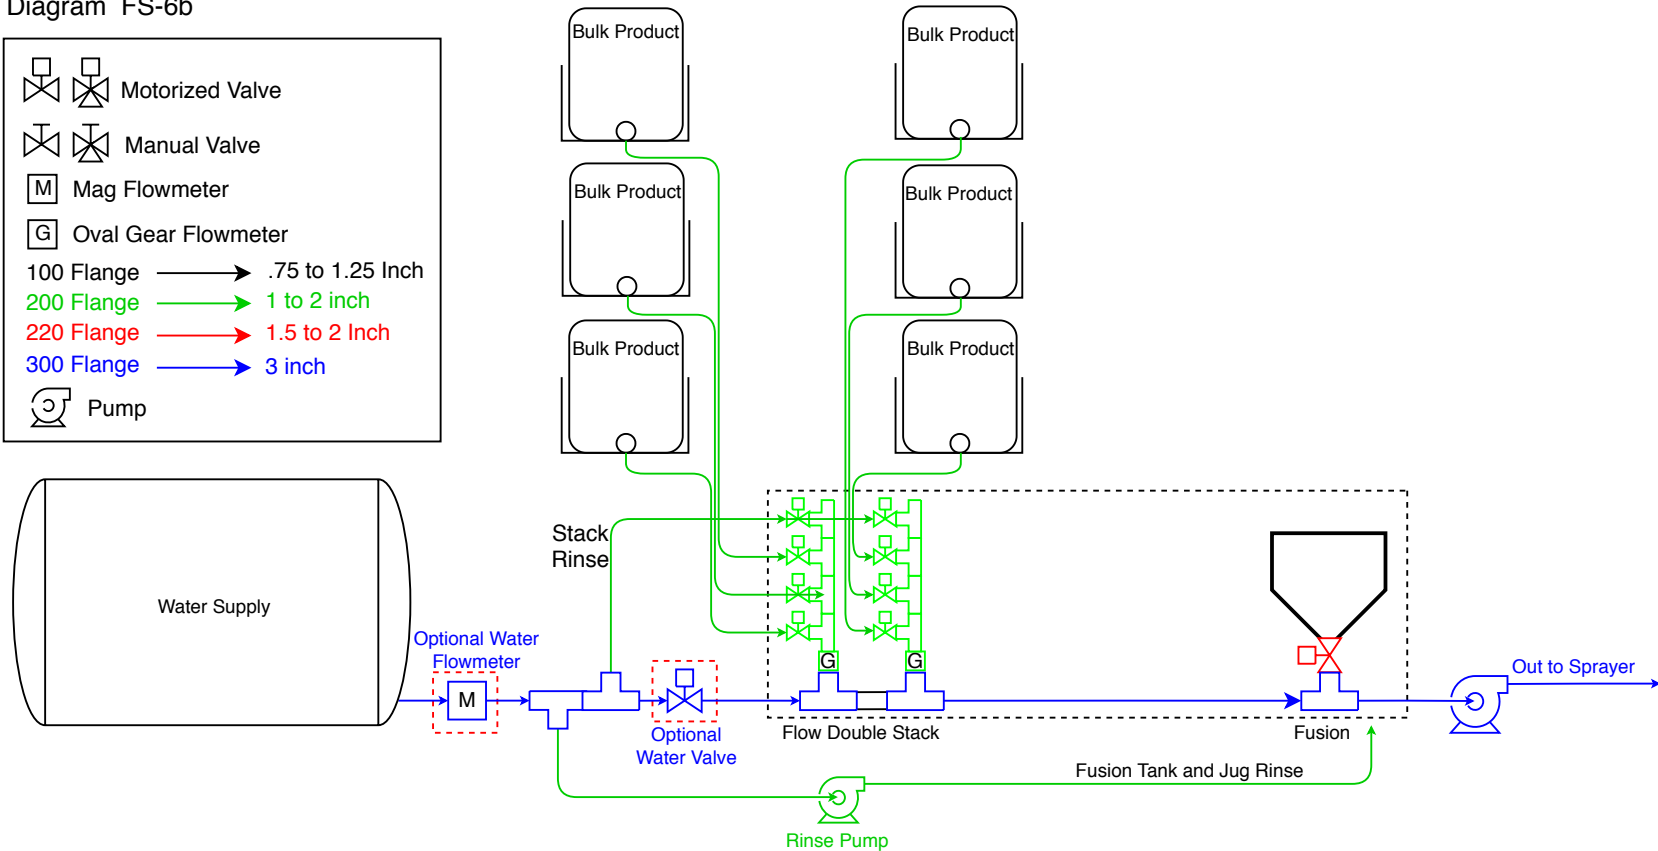 Diagram FS-6b
Motorized Valve
Manual Valve
M Mag Flowmeter
G Oval Gear Flowmeter
100 Flange .75 to 1.25 Inch
200 Flange 1 to 2 inch
220 Flange 1.5 to 2 Inch
300 Flange 3 inch
Pump
Bulk Product
Bulk Product
Bulk Product
Bulk Product
Bulk Product
Bulk Product
Stack
Rinse
Water Supply
Optional Water
Flowmeter
M
Optional
Water Valve
G
G
Flow Double Stack
Fusion
Out to Sprayer
Fusion Tank and Jug Rinse
Rinse Pump